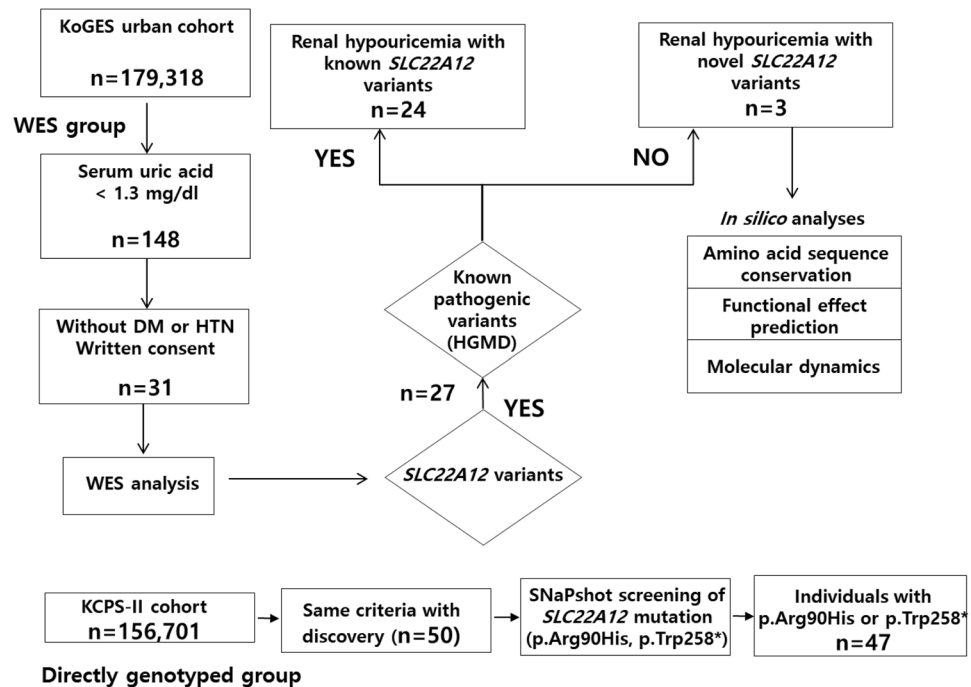 KoGES urban cohort
n=179,318
WES group
Serum uric acid
< 1.3 mg/dl
n=148
Without DM or HTN
Written consent
n=31
WES analysis
SLC22A12 variants
n=27
YES
Known
pathogenic
variants
(HGMD)
YES
NO
Renal hypouricemia with
known SLC22A12
variants
n=24
Renal hypouricemia with
novel SLC22A12
variants
n=3
In silico analyses
Amino acid sequence
conservation
Functional effect
prediction
Molecular dynamics
KCPS-II cohort
n=156,701
Same criteria with
discovery (n=50)
SNaPshot screening of
SLC22A12 mutation
(p.Arg90His, p.Trp258*)
Individuals with
p.Arg90His or p.Trp258*
n=47
Directly genotyped group